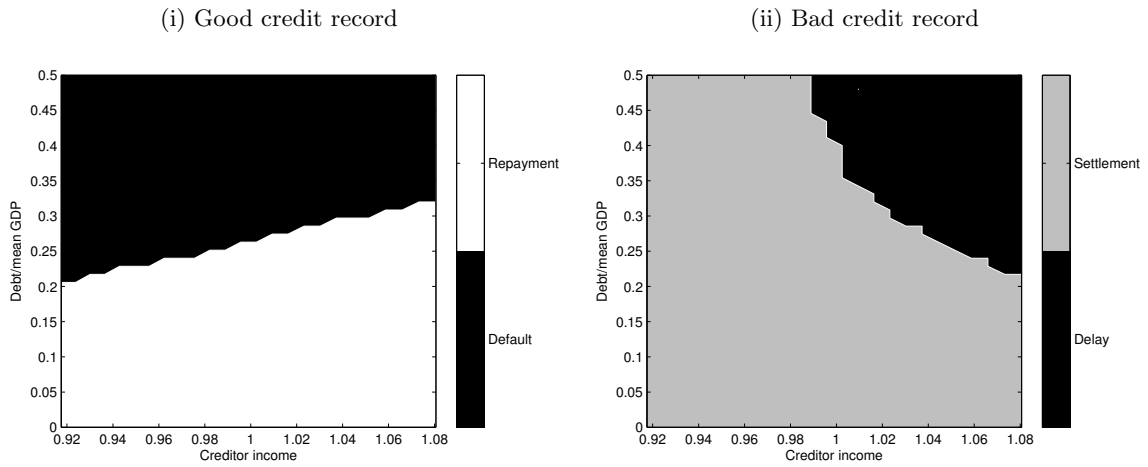 (i) Good credit record
Debt/mean GDP
0.5
0.45
0.4
0.35
0.3
0.25
0.2
0.15
0.1
0.05
0
0.92 0.94 0.96 0.98 1 1.02 1.04 1.06 1.08
Creditor income
Repayment
Default
(ii) Bad credit record
Debt/mean GDP
0.5
0.45
0.4
0.35
0.3
0.25
0.2
0.15
0.1
0.05
0
0.92 0.94 0.96 0.98 1 1.02 1.04 1.06 1.08
Creditor income
Settlement
Delay